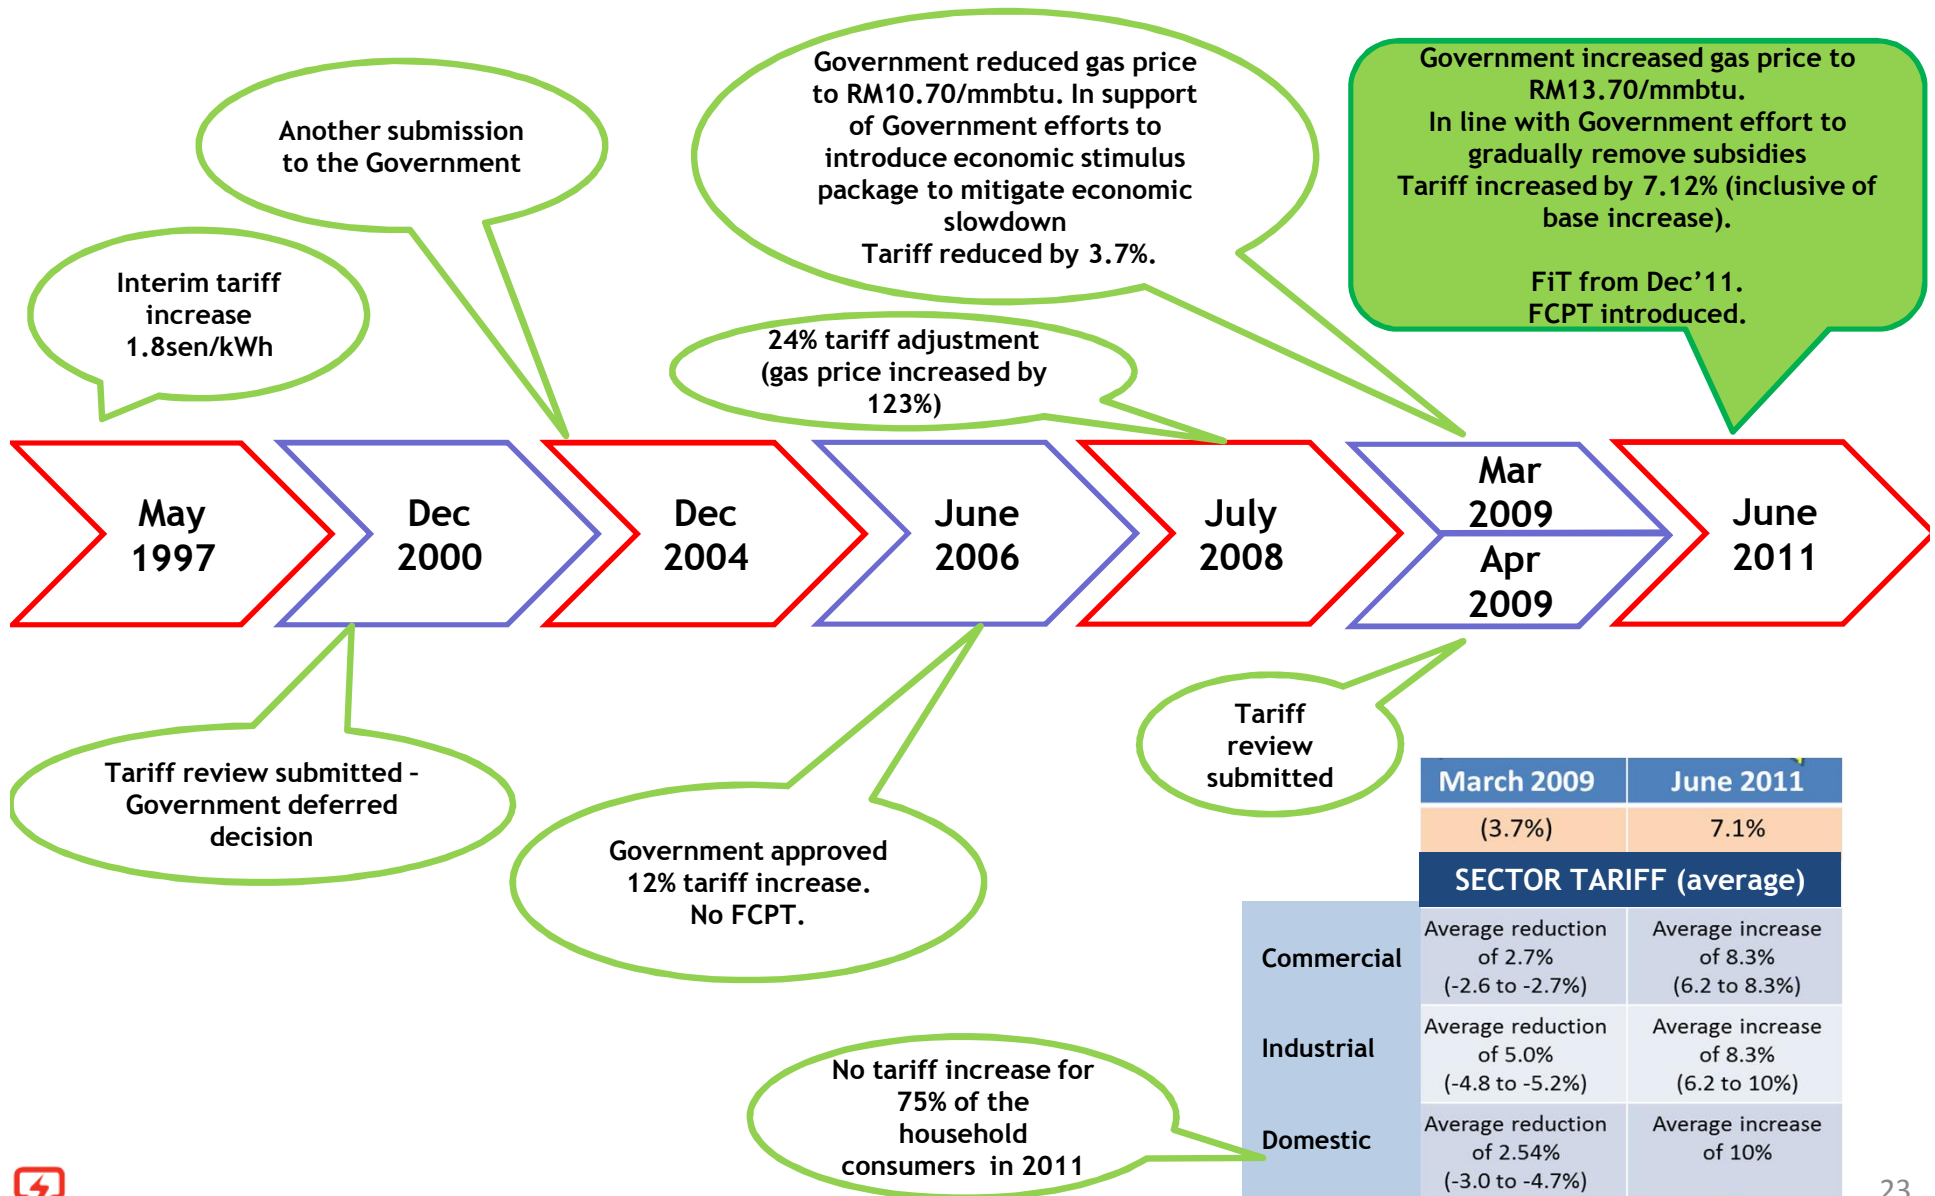 Government reduced gas price
to RM10.70/mmbtu. In support
of Government efforts to
introduce economic stimulus
package to mitigate economic
slowdown
Tariff reduced by 3.7%.
Government increased gas price to
RM13.70/mmbtu.
In line with Government effort to
gradually remove subsidies
Tariff increased by 7.12% (inclusive of
base increase).
FiT from Dec’11.
FCPT introduced.
Another submission
to the Government
Interim tariff
increase
1.8sen/kWh
24% tariff adjustment
(gas price increased by
123%)
May
1997
Dec
2000
Dec
2004
June
2006
July
2008
Mar
2009
Apr
2009
June
2011
Tariff review submitted –
Government deferred
decision
Government approved
12% tariff increase.
No FCPT.
Tariff
review
submitted
No tariff increase for
75% of the
household
consumers in 2011
March 2009 June 2011
(3.7%) 7.1%
SECTOR TARIFF (average)
Commercial
Average reduction
of 2.7%
(-2.6 to -2.7%)
Average increase
of 8.3%
(6.2 to 8.3%)
Industrial
Average reduction
of 5.0%
(-4.8 to -5.2%)
Average increase
of 8.3%
(6.2 to 10%)
Domestic
Average reduction
of 2.54%
(-3.0 to -4.7%)
Average increase
of 10%
23